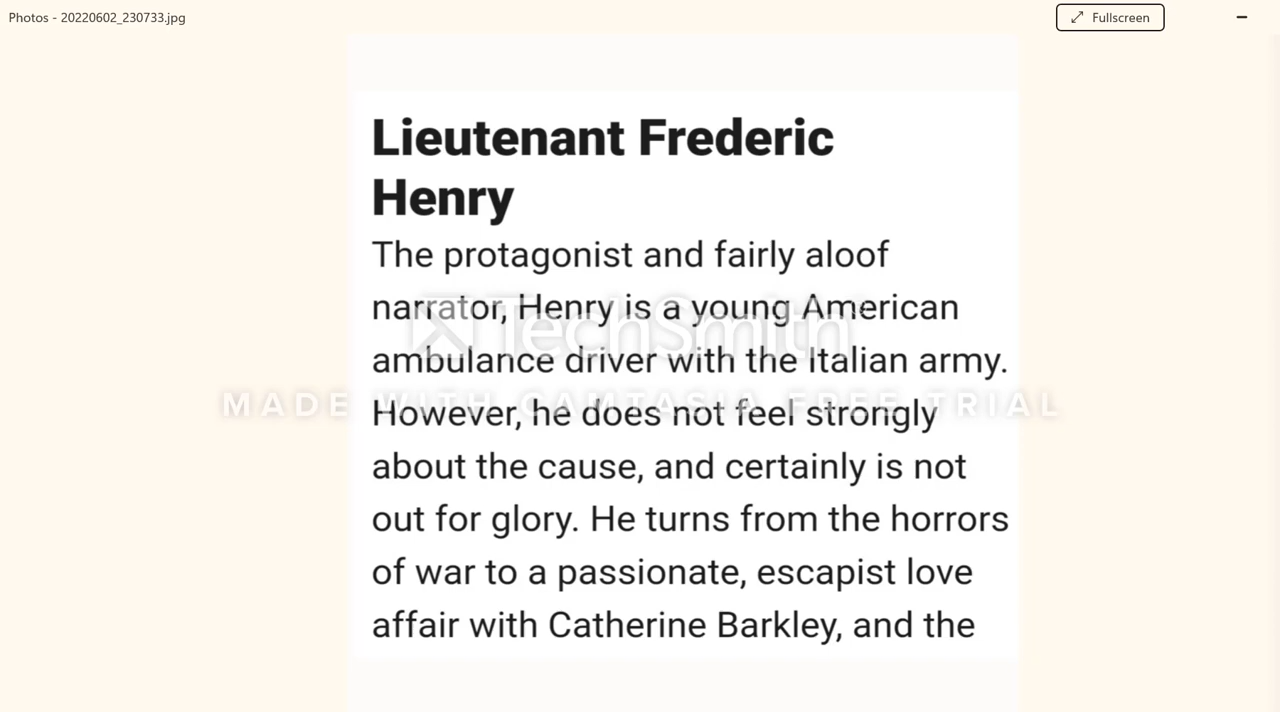 Photos - 20220602_230733.jpg
Fullscreen
Lieutenant Frederic
Henry
The protagonist and fairly aloof
narrator, Henry is a young American
ambulance driver with the Italian army.
However, he does not feel strongly
about the cause, and certainly is not
out for glory. He turns from the horrors
of war to a passionate, escapist love
affair with Catherine Barkley, and the
TechSmith
MADE WITH CAMTASIA FREE TRIAL